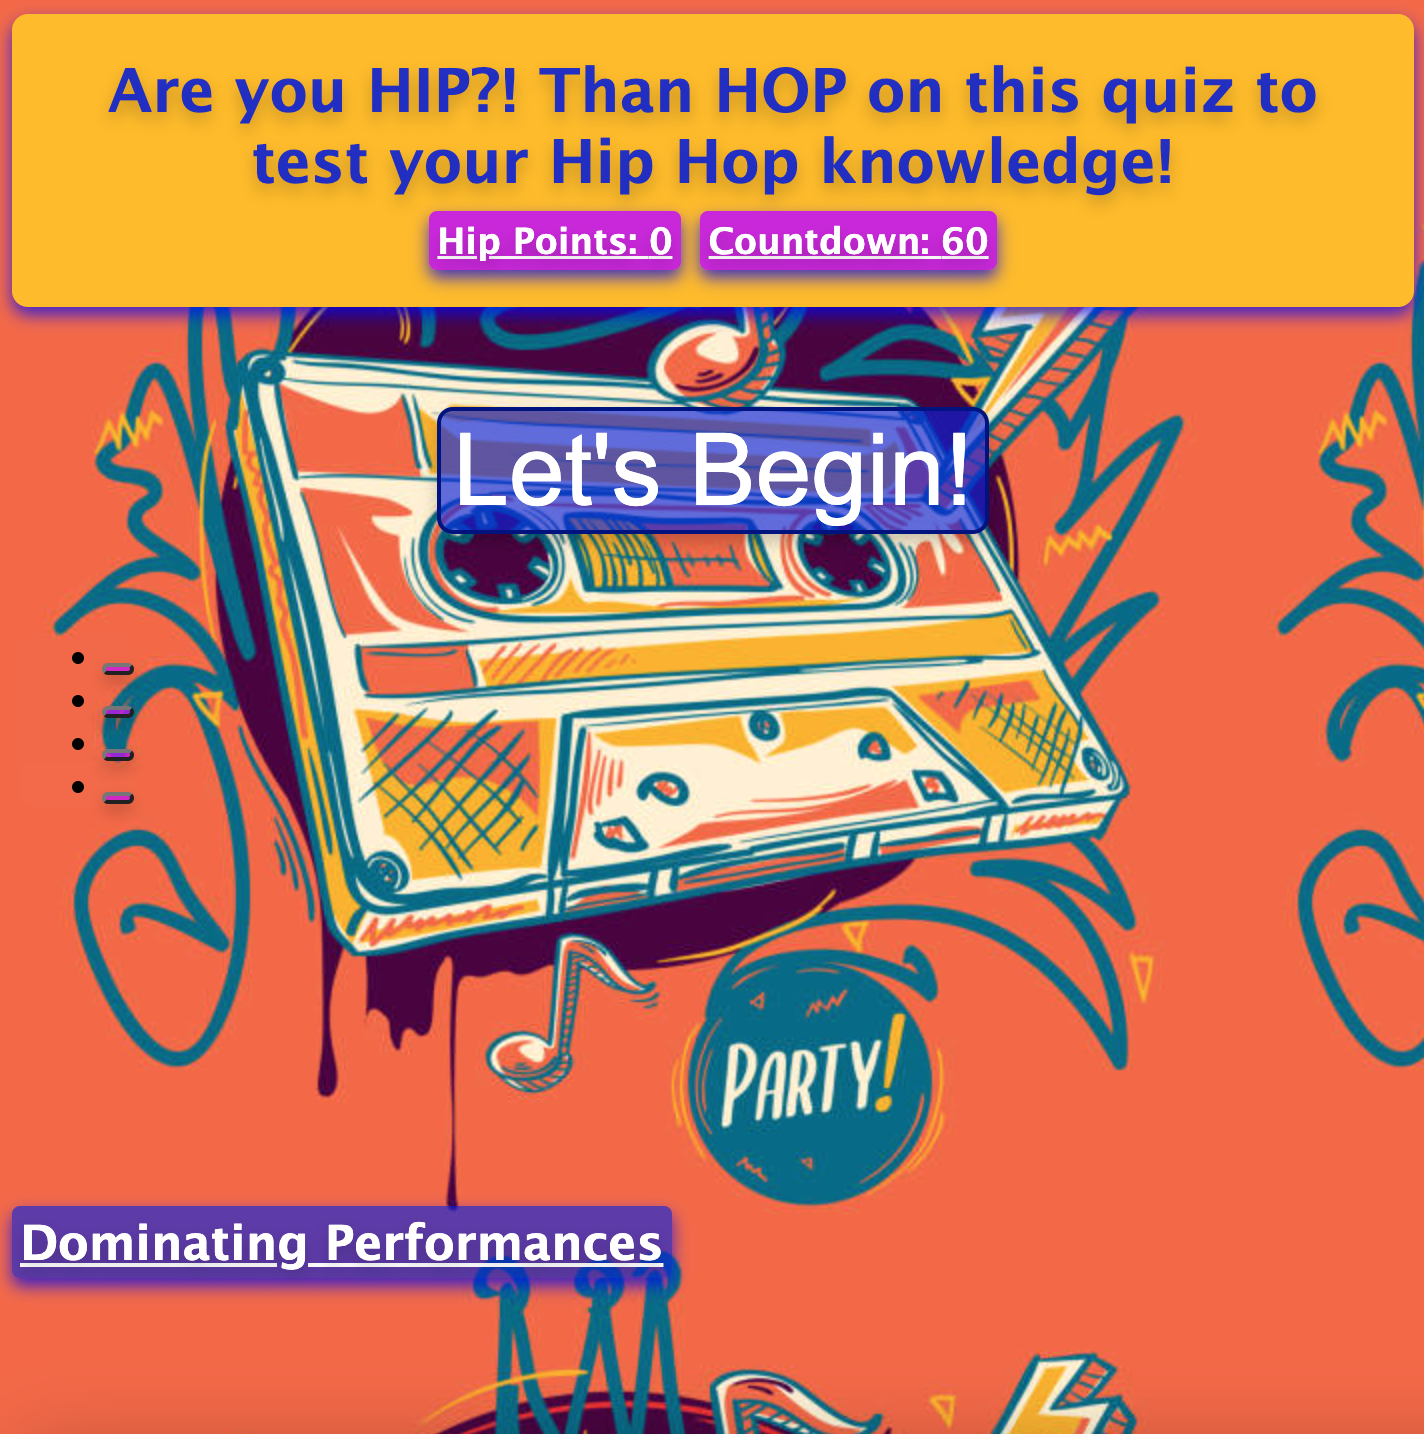 Are you HIP?! Than HOP on this quiz to
test your Hip Hop knowledge!
Hip Points: 0 Countdown: 60
Let's Begin!
PARTY!
Dominating Performances